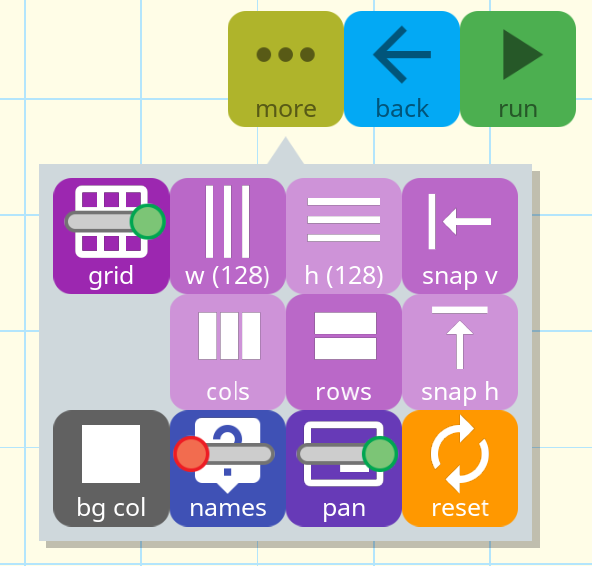 more
back
run
grid
w (128)
h (128)
snap v
cols
rows
snap h
bg col
names
pan
reset